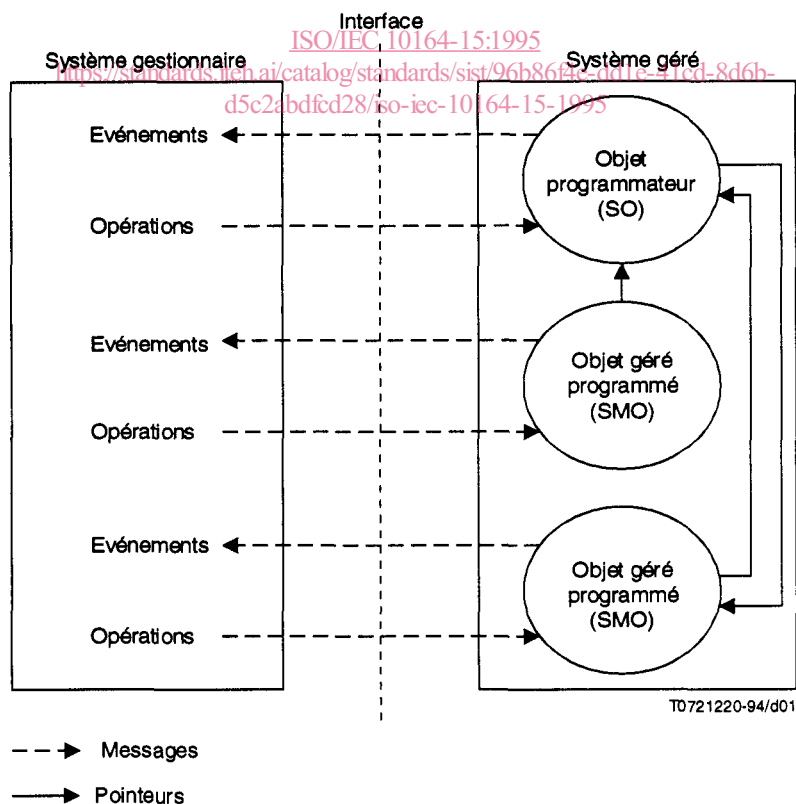 Interface
ISO/IEC 10164-15:1995
Système gestionnaire
Système géré
https://standards.iteh.ai/catalog/standards/sist/96b86f4e-dd1e-41cd-8d6b-
d5c2abdfcd28/iso-iec-10164-15-1995
Evénements
Objet
programmateur
(SO)
Opérations
Evénements
Objet géré
programmé
(SMO)
Opérations
Evénements
Objet géré
programmé
(SMO)
Opérations
T0721220-94/d01
Messages
Pointeurs